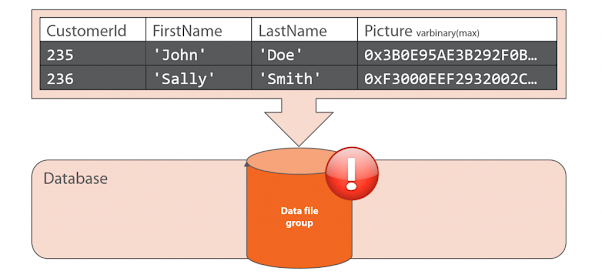 CustomerId FirstName LastName Picture varbinary(max)
235 'John' 'Doe' 0x3B0E95AE3B292F0B…
236 'Sally' 'Smith' 0xF3000EEF2932002C…
Database
Data file
group
!